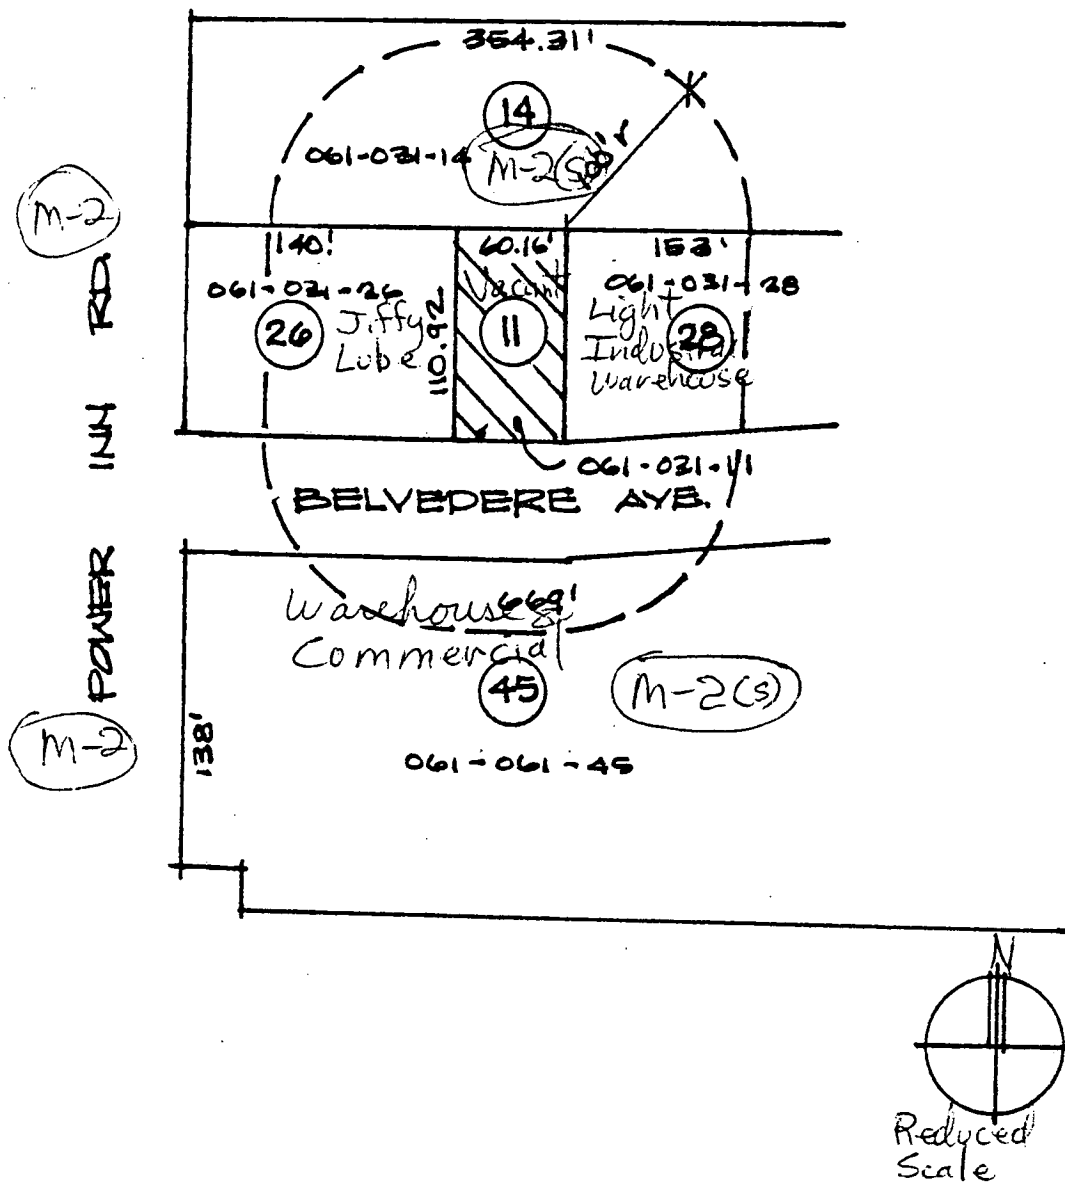 354.31'
14
061-031-14
M-2(S)
M-2
140'
60.16'
153'
061-031-26
Vacant
061-031-28
26
Jiffy
Lube
110.92
11
Light
Industrial
Warehouse
28
POWER INN RD.
061-031-11
BELVEDERE AVE.
Warehouse &
Commercial
669'
45
M-2(S)
M-2
138'
061-061-45
N
Reduced
Scale